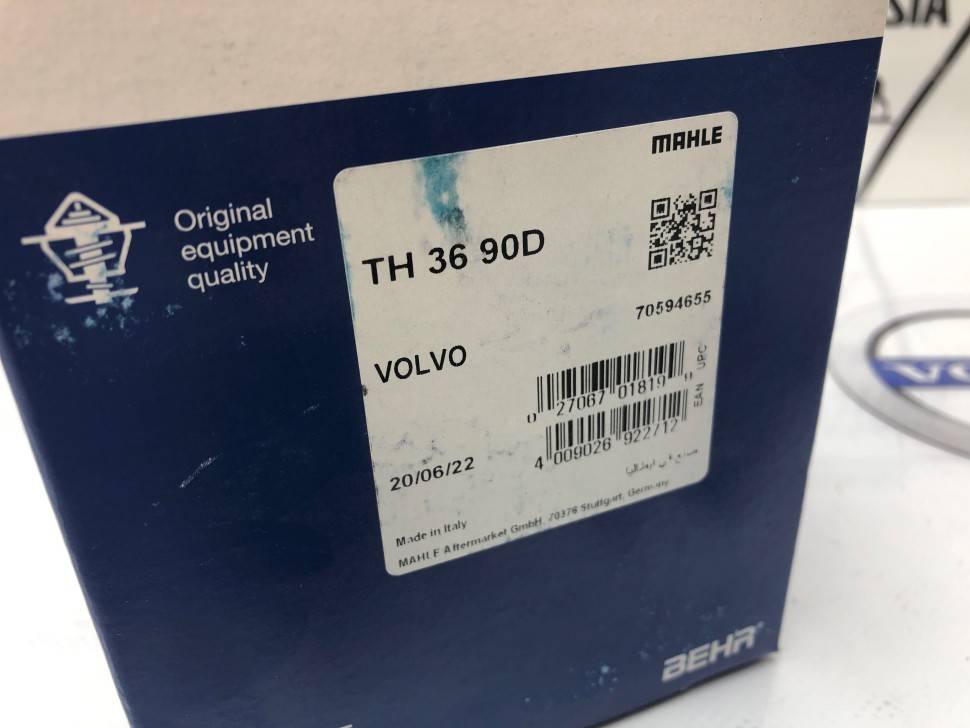 MAHLE
Original
equipment
quality
TH 36 90D
70594655
VOLVO
0 27067 01819 9
UPC
EAN
4 009026 922712
20/06/22
صنع في ايطاليا
Made in Italy
MAHLE Aftermarket GmbH, 70376 Stuttgart, Germany
BEHR